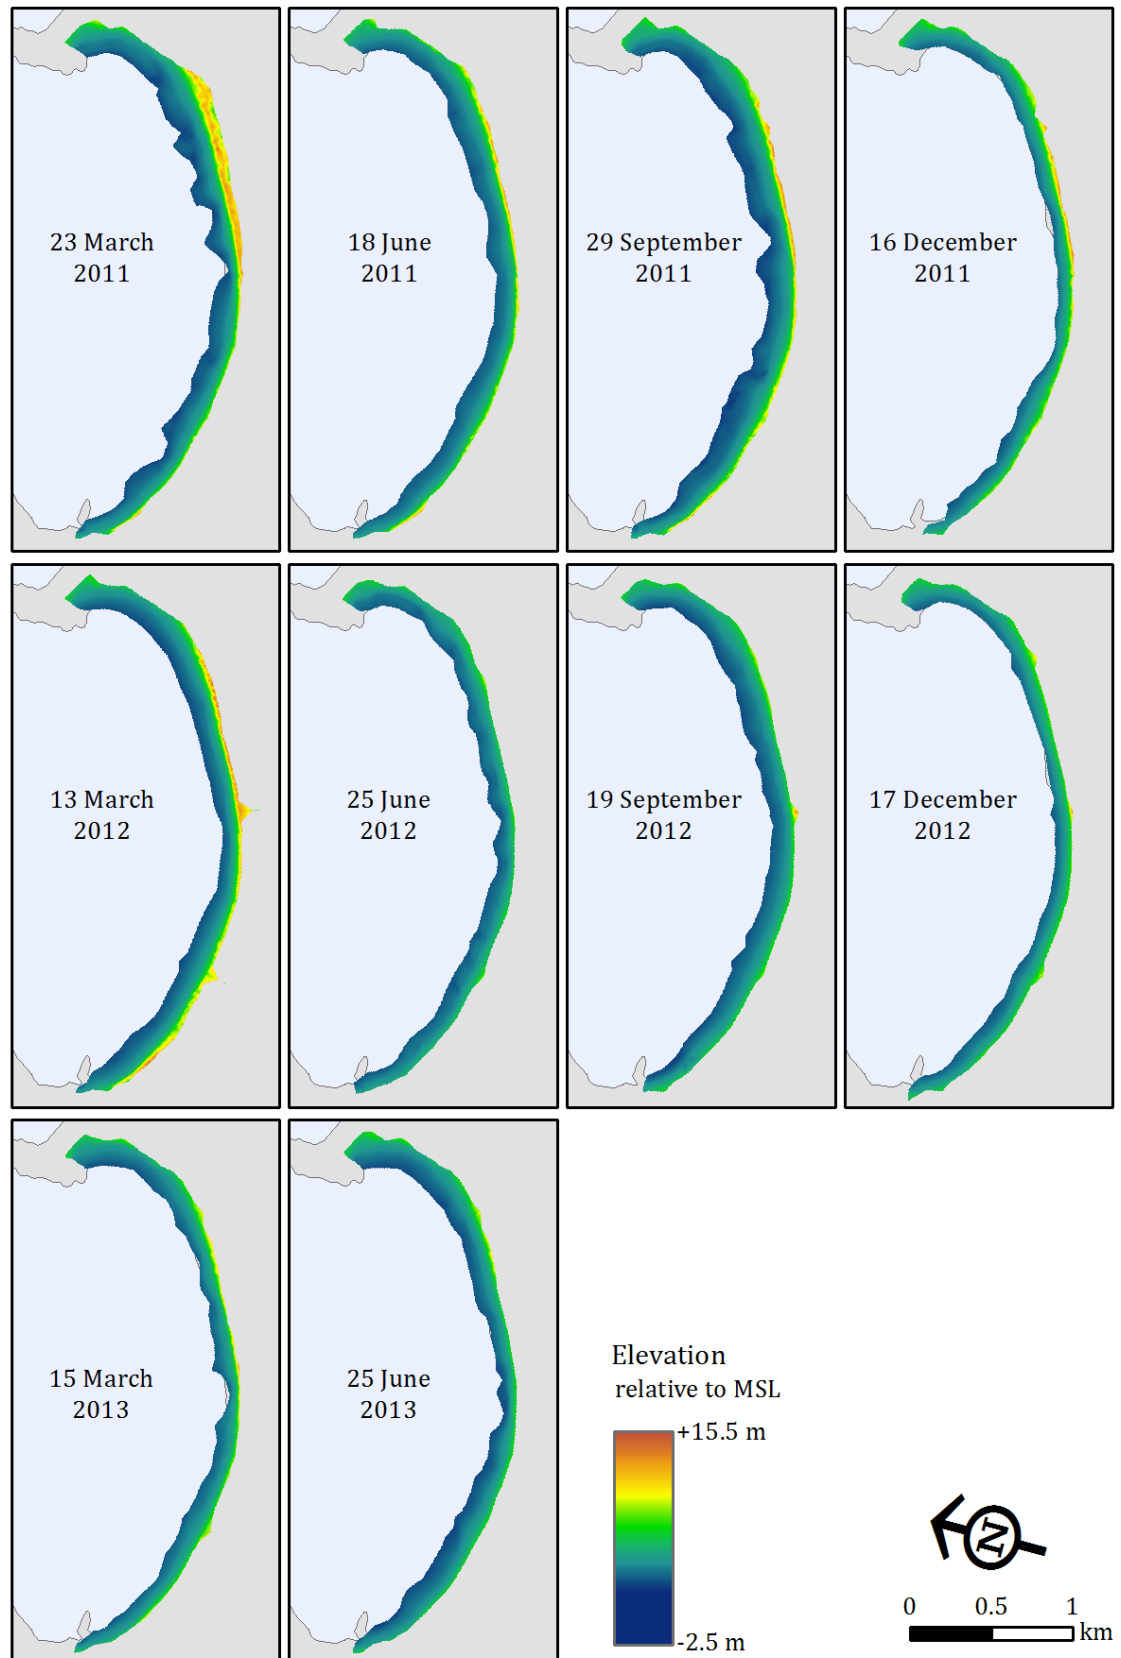 23 March
2011
18 June
2011
29 September
2011
16 December
2011
13 March
2012
25 June
2012
19 September
2012
17 December
2012
15 March
2013
25 June
2013
Elevation
relative to MSL
+15.5 m
-2.5 m
N
0 0.5 1
km